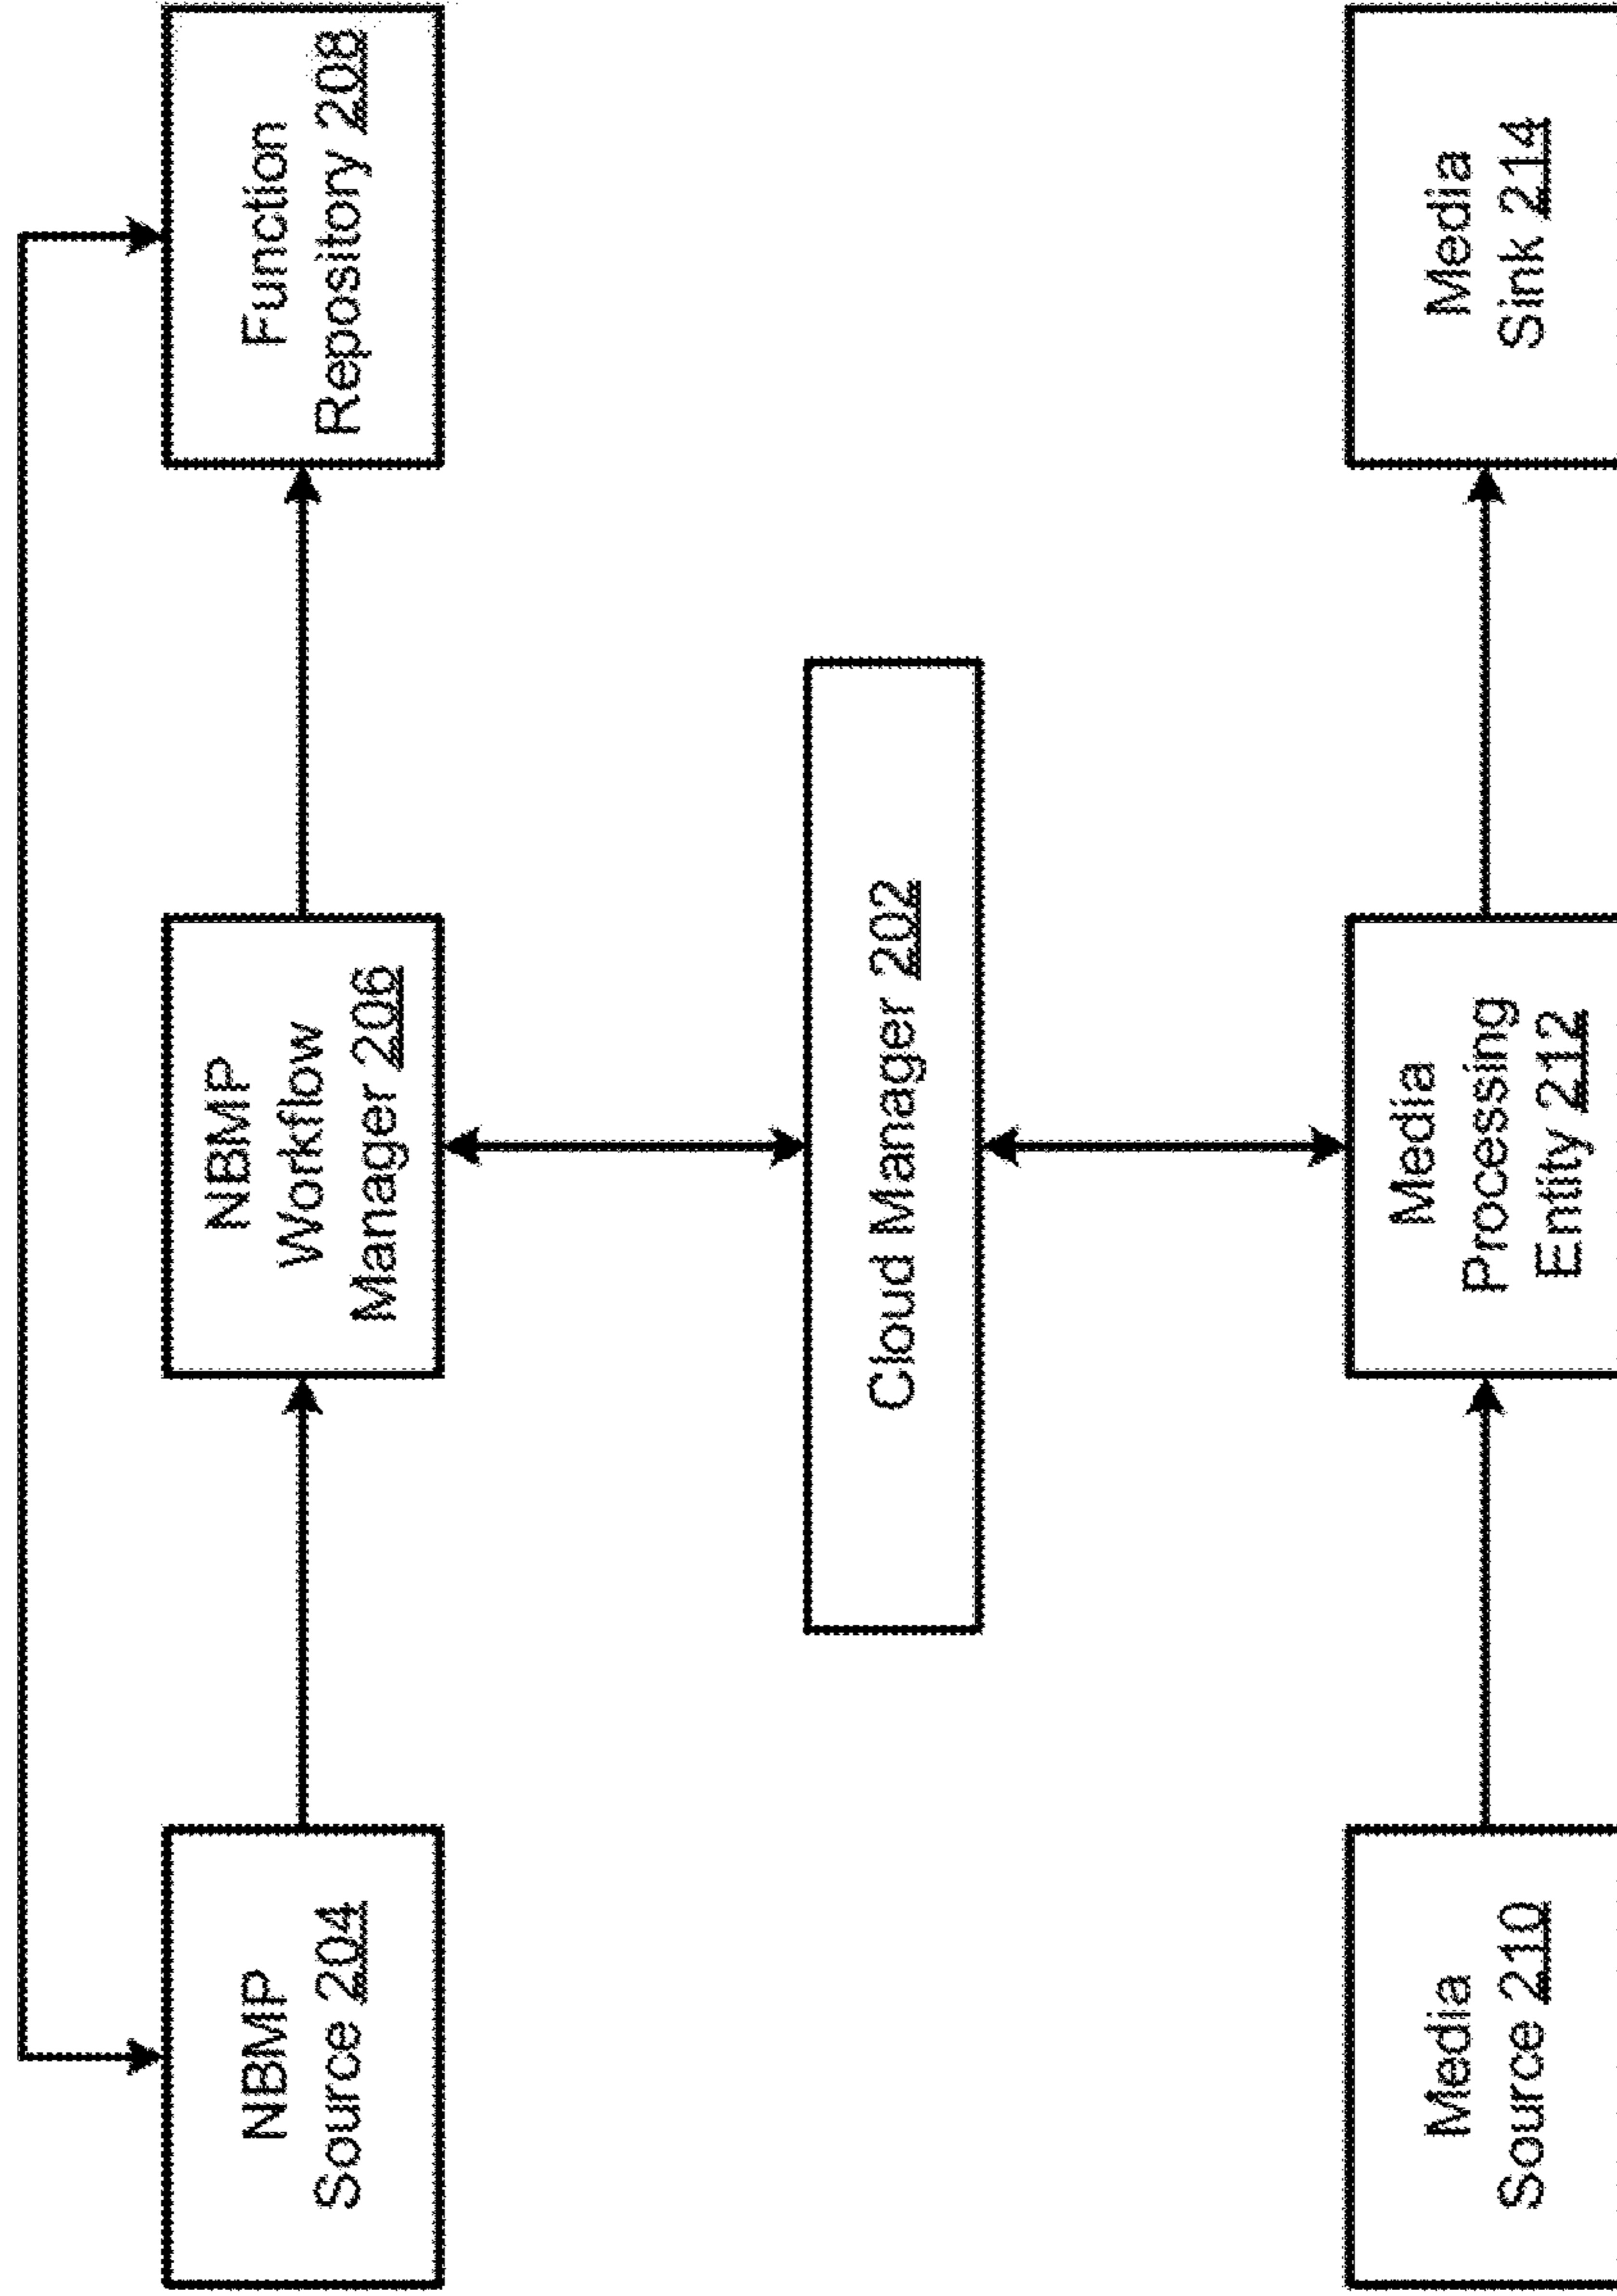 NBMP
Source 204
NBMP
Workflow
Manager 206
Function
Repository 208
Cloud Manager 202
Media
Source 210
Media
Processing
Entity 212
Media
Sink 214